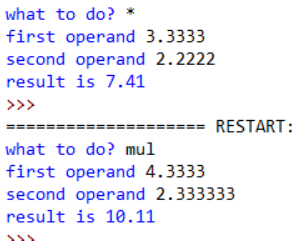 what to do? *
first operand 3.3333
second operand 2.2222
result is 7.41
>>>
==================== RESTART:
what to do? mul
first operand 4.3333
second operand 2.333333
result is 10.11
>>>